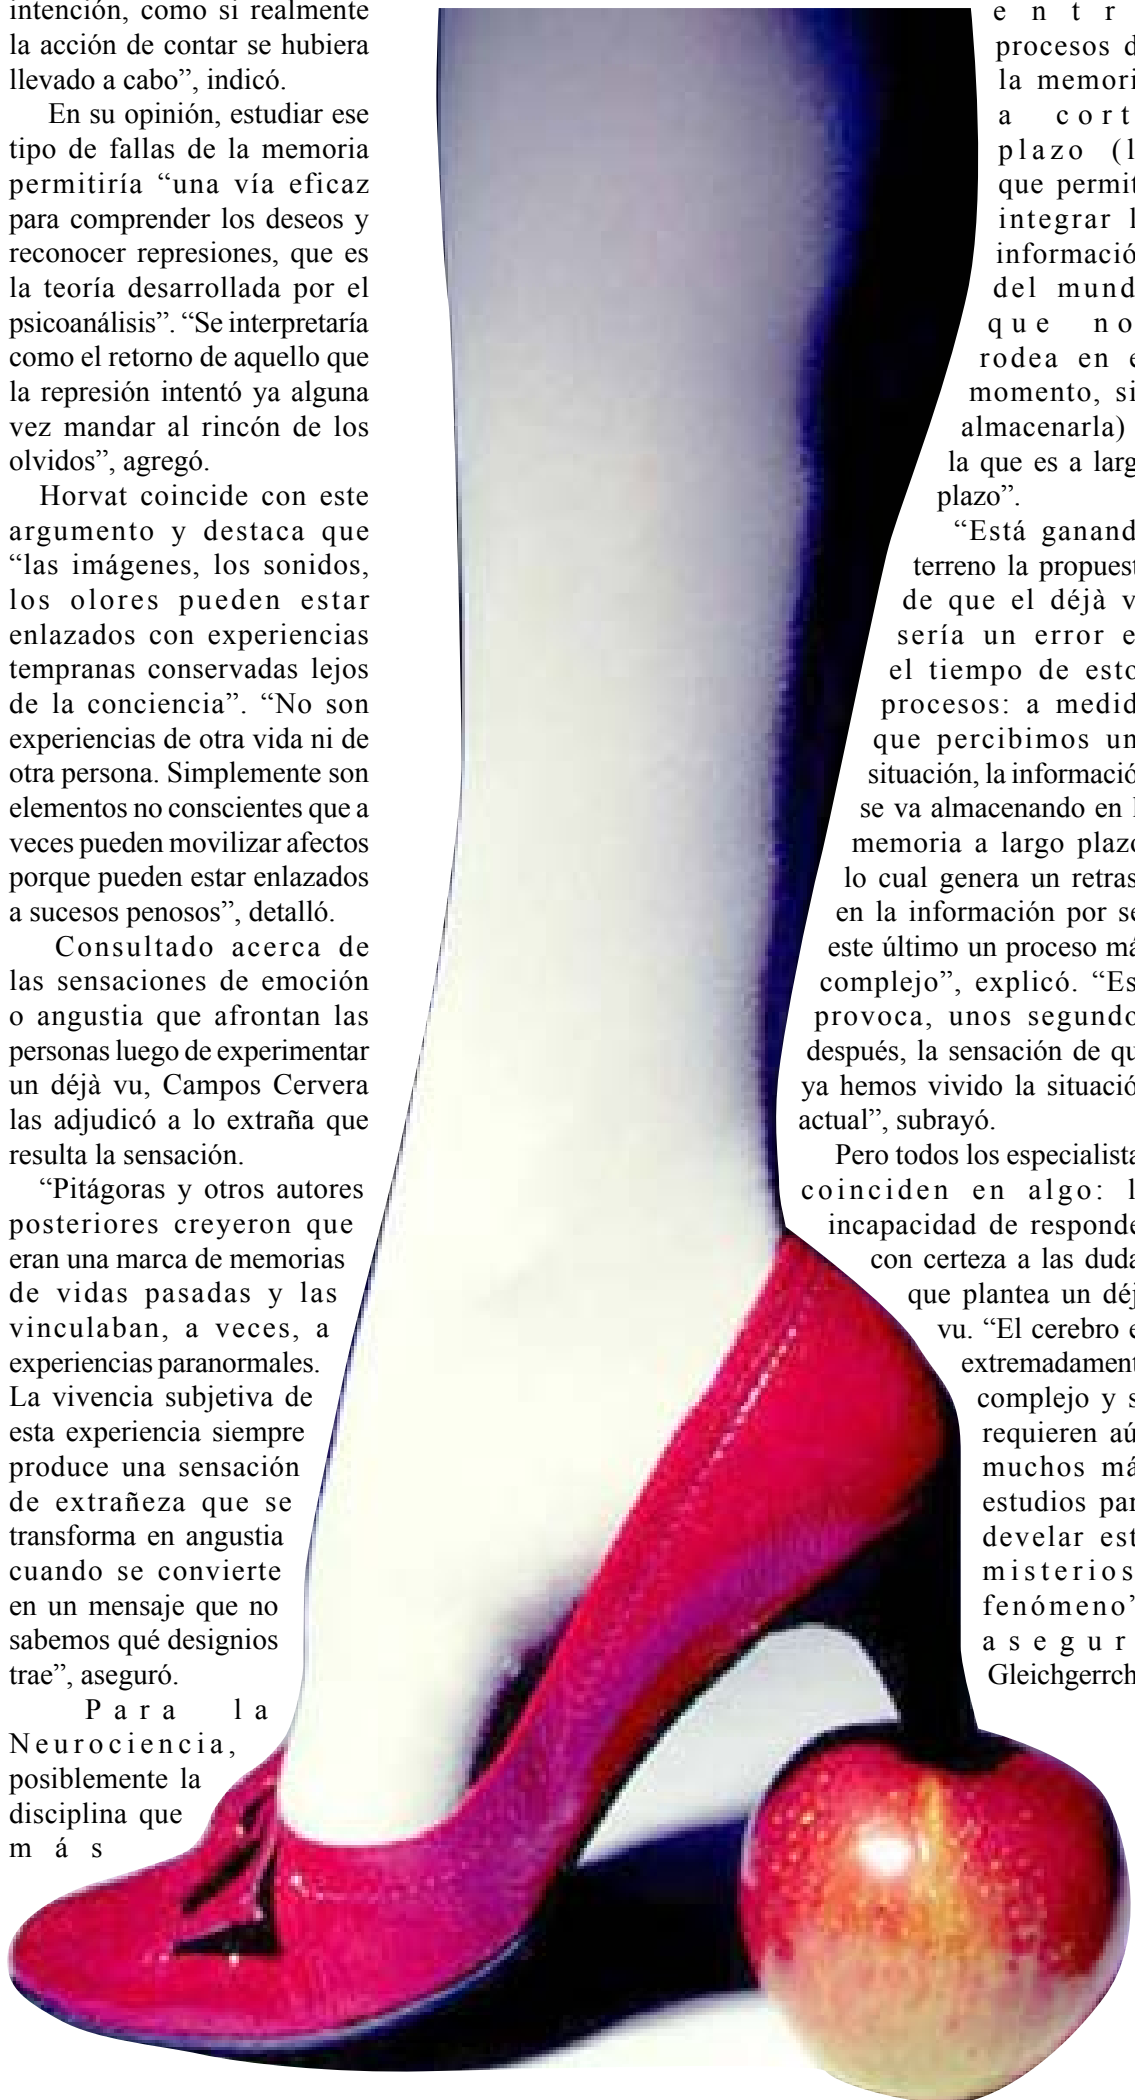 intención, como si realmente
la acción de contar se hubiera
llevado a cabo”, indicó.
En su opinión, estudiar ese
tipo de fallas de la memoria
permitiría “una vía eficaz
para comprender los deseos y
reconocer represiones, que es
la teoría desarrollada por el
psicoanálisis”. “Se interpretaría
como el retorno de aquello que
la represión intentó ya alguna
vez mandar al rincón de los
olvidos”, agregó.
Horvat coincide con este
argumento y destaca que
“las imágenes, los sonidos,
los olores pueden estar
enlazados con experiencias
tempranas conservadas lejos
de la conciencia”. “No son
experiencias de otra vida ni de
otra persona. Simplemente son
elementos no conscientes que a
veces pueden movilizar afectos
porque pueden estar enlazados
a sucesos penosos”, detalló.
Consultado acerca de
las sensaciones de emoción
o angustia que afrontan las
personas luego de experimentar
un déjà vu, Campos Cervera
las adjudicó a lo extraña que
resulta la sensación.
“Pitágoras y otros autores
posteriores creyeron que
eran una marca de memorias
de vidas pasadas y las
vinculaban, a veces, a
experiencias paranormales.
La vivencia subjetiva de
esta experiencia siempre
produce una sensación
de extrañeza que se
transforma en angustia
cuando se convierte
en un mensaje que no
sabemos qué designios
trae”, aseguró.
Para la
Neurociencia,
posiblemente la
disciplina que
más
entr
procesos d
la memori
a cort
plazo (l
que permit
integrar l
informació
del mund
que no
rodea en e
momento, si
almacenarla)
la que es a larg
plazo”.
“Está ganand
terreno la propuest
de que el déjà v
sería un error e
el tiempo de esto
procesos: a medid
que percibimos un
situación, la informació
se va almacenando en l
memoria a largo plazo
lo cual genera un retras
en la información por se
este último un proceso má
complejo”, explicó. “Es
provoca, unos segundo
después, la sensación de qu
ya hemos vivido la situació
actual”, subrayó.
Pero todos los especialista
coinciden en algo: l
incapacidad de responde
con certeza a las duda
que plantea un déj
vu. “El cerebro e
extremadament
complejo y s
requieren aú
muchos má
estudios par
develar est
misterios
fenómeno”
asegur
Gleichgerrch